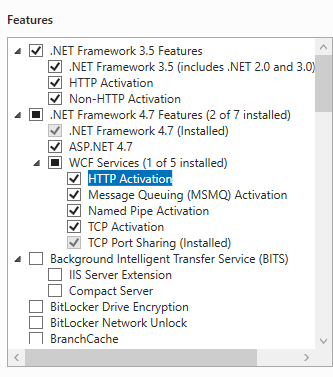 Features
.NET Framework 3.5 Features
.NET Framework 3.5 (includes .NET 2.0 and 3.0)
HTTP Activation
Non-HTTP Activation
.NET Framework 4.7 Features (2 of 7 installed)
.NET Framework 4.7 (Installed)
ASP.NET 4.7
WCF Services (1 of 5 installed)
HTTP Activation
Message Queuing (MSMQ) Activation
Named Pipe Activation
TCP Activation
TCP Port Sharing (Installed)
Background Intelligent Transfer Service (BITS)
IIS Server Extension
Compact Server
BitLocker Drive Encryption
BitLocker Network Unlock
BranchCache